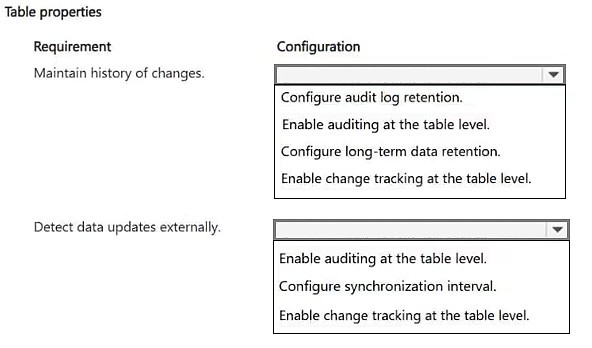 Table properties
Requirement Configuration
Maintain history of changes.
Configure audit log retention.
Enable auditing at the table level.
Configure long-term data retention.
Enable change tracking at the table level.
Detect data updates externally.
Enable auditing at the table level.
Configure synchronization interval.
Enable change tracking at the table level.